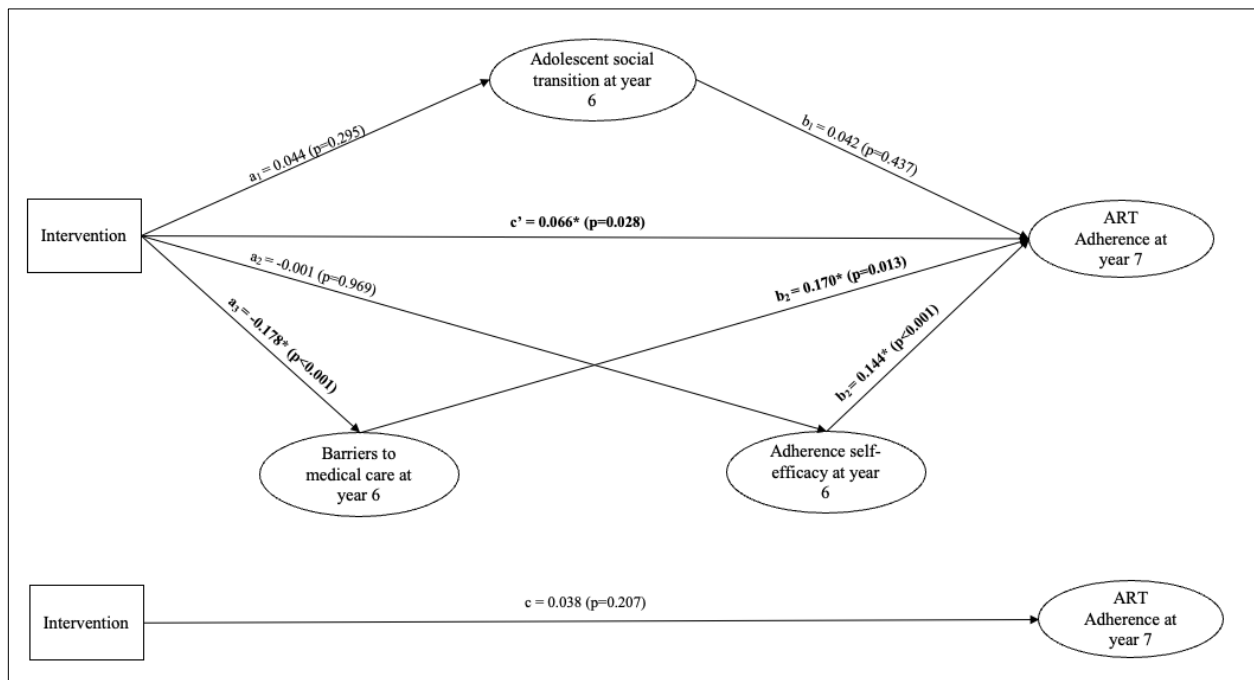 Adolescent social
transition at year
6
a₁ = 0.044 (p=0.295)
b₁ = 0.042 (p=0.437)
Intervention
c’ = 0.066* (p=0.028)
ART
Adherence at
year 7
a₂ = -0.001 (p=0.969)
b₂ = 0.170* (p=0.013)
a₃ = -0.178* (p<0.001)
b₂ = 0.144* (p<0.001)
Barriers to
medical care at
year 6
Adherence self-
efficacy at year
6
Intervention
c = 0.038 (p=0.207)
ART
Adherence at
year 7